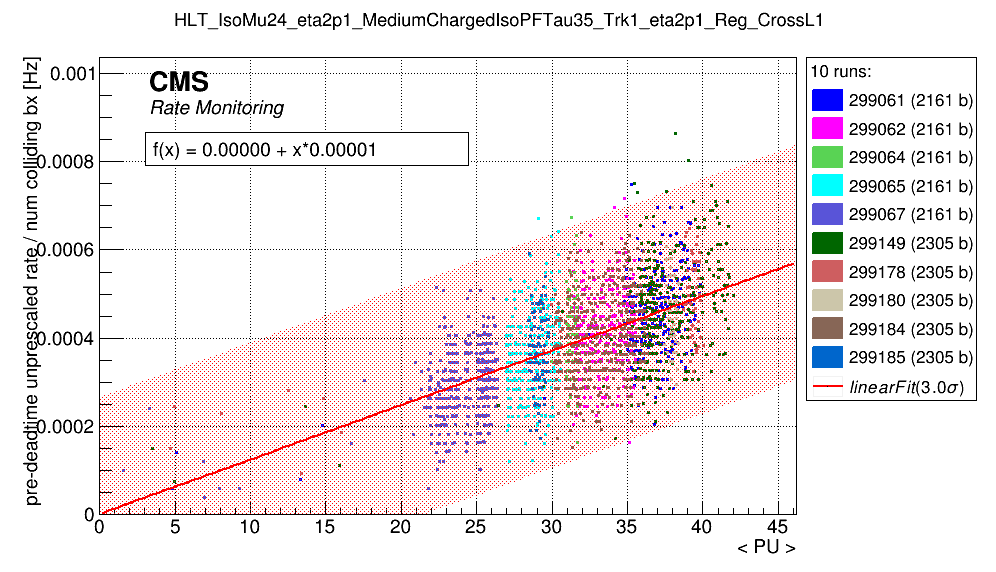 HLT_IsoMu24_eta2p1_MediumChargedIsoPFTau35_Trk1_eta2p1_Reg_CrossL1
pre-deadtime unprescaled rate / num colliding bx [Hz]
0.001
0.0008
0.0006
0.0004
0.0002
0
CMS
Rate Monitoring
f(x) = 0.00000 + x*0.00001
0 5 10 15 20 25 30 35 40 45
< PU >
10 runs:
299061 (2161 b)
299062 (2161 b)
299064 (2161 b)
299065 (2161 b)
299067 (2161 b)
299149 (2305 b)
299178 (2305 b)
299180 (2305 b)
299184 (2305 b)
299185 (2305 b)
linearFit(3.0σ)